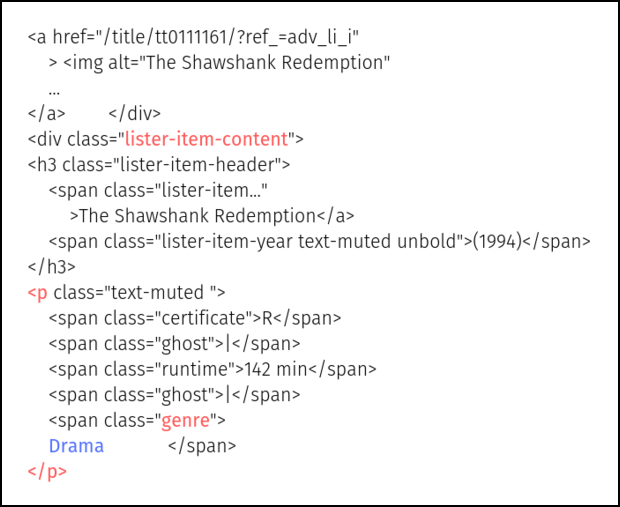 <a href="/title/tt0111161/?ref_=adv_li_i"
> <img alt="The Shawshank Redemption"
...
</a> </div>
<div class="lister-item-content">
<h3 class="lister-item-header">
<span class="lister-item..."
>The Shawshank Redemption</a>
<span class="lister-item-year text-muted unbold">(1994)</span>
</h3>
<p class="text-muted ">
<span class="certificate">R</span>
<span class="ghost">|</span>
<span class="runtime">142 min</span>
<span class="ghost">|</span>
<span class="genre">
Drama </span>
</p>